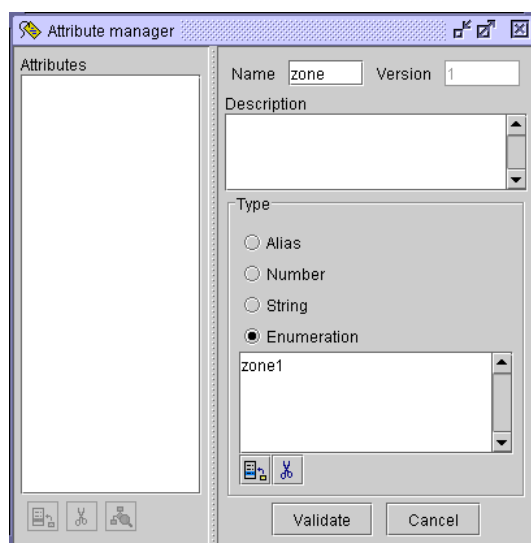 Attribute manager
Attributes
Name zone Version 1
Description
Type
Alias
Number
String
Enumeration
zone1
Validate Cancel